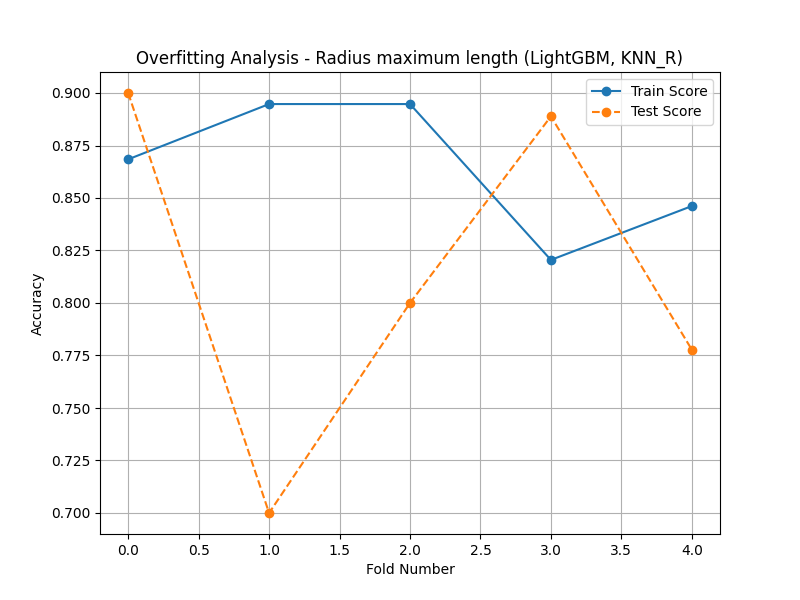 Overfitting Analysis - Radius maximum length (LightGBM, KNN_R)
Train Score
Test Score
0.900
0.875
0.850
0.825
0.800
0.775
0.750
0.725
0.700
Accuracy
0.0 0.5 1.0 1.5 2.0 2.5 3.0 3.5 4.0
Fold Number